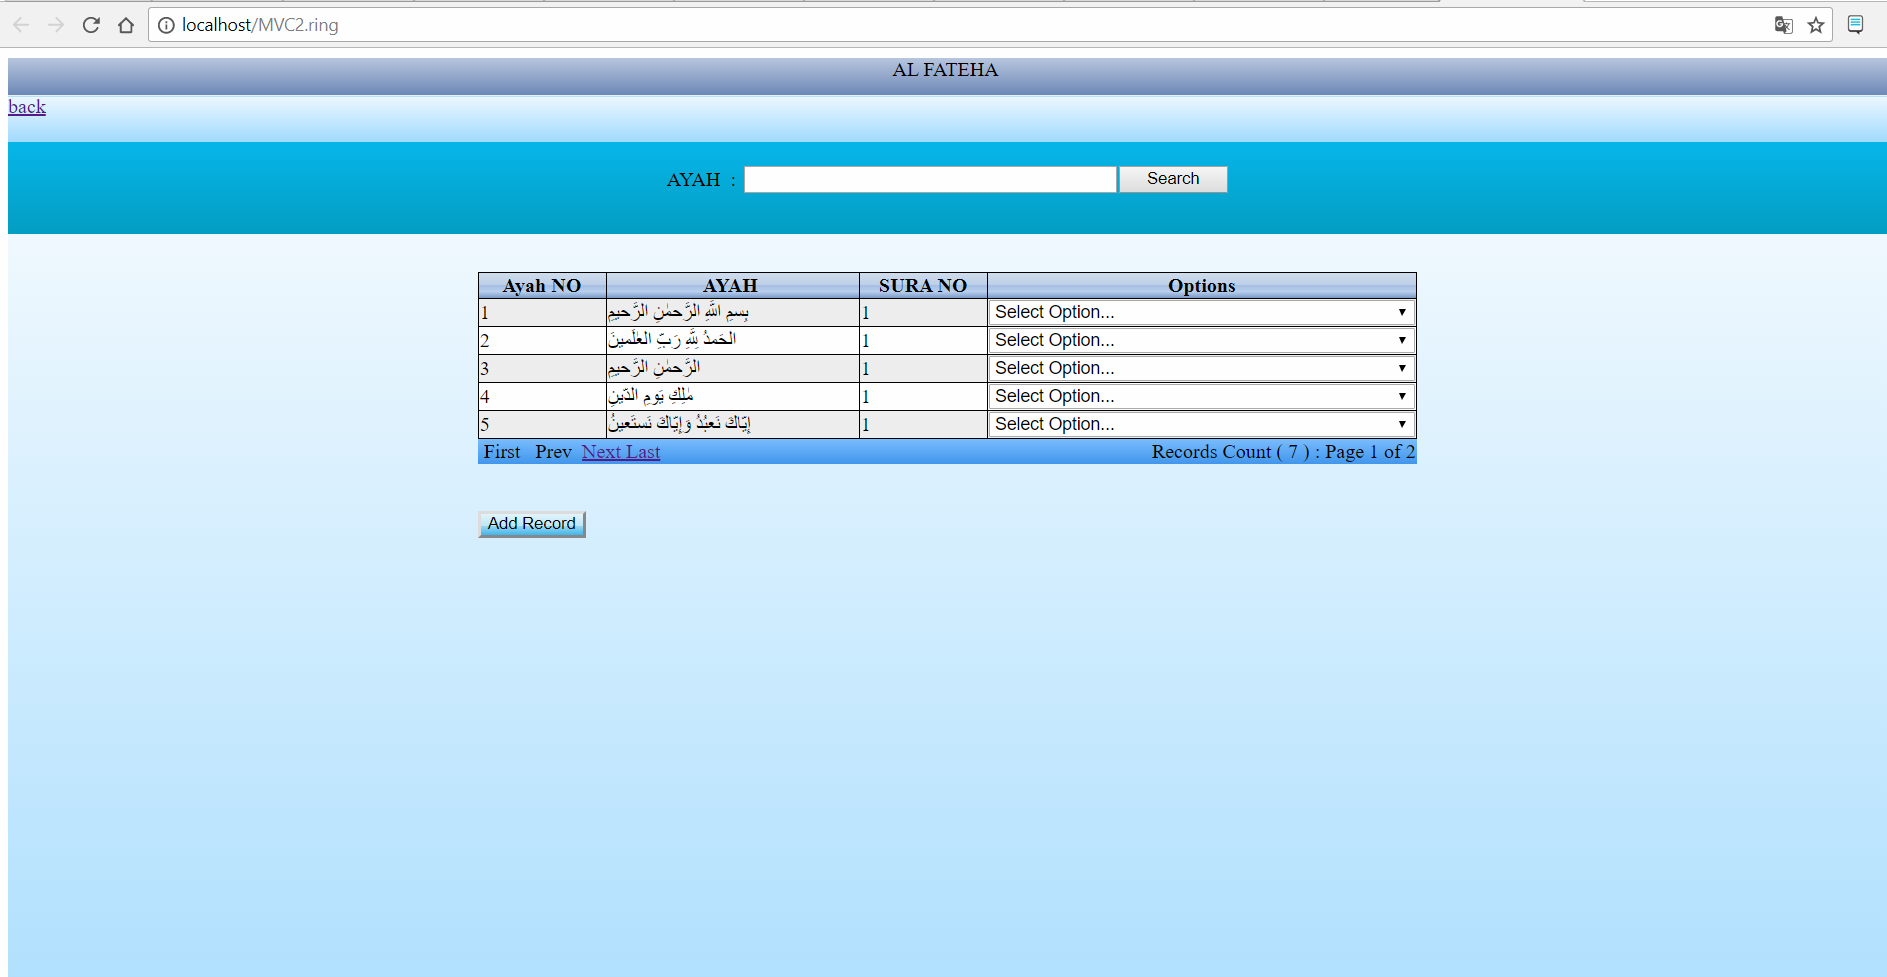 localhost/MVC2.ring
AL FATEHA
back
AYAH : Search
Ayah NO AYAH SURA NO Options
1 بِسمِ اللَّهِ الرَّحمٰنِ الرَّحيمِ 1 Select Option...
2 الحَمدُ لِلَّهِ رَبِّ العٰلَمينَ 1 Select Option...
3 الرَّحمٰنِ الرَّحيمِ 1 Select Option...
4 مٰلِكِ يَومِ الدّينِ 1 Select Option...
5 إِيّاكَ نَعبُدُ وَإِيّاكَ نَستَعينُ 1 Select Option...
First Prev Next Last Records Count ( 7 ) : Page 1 of 2
Add Record